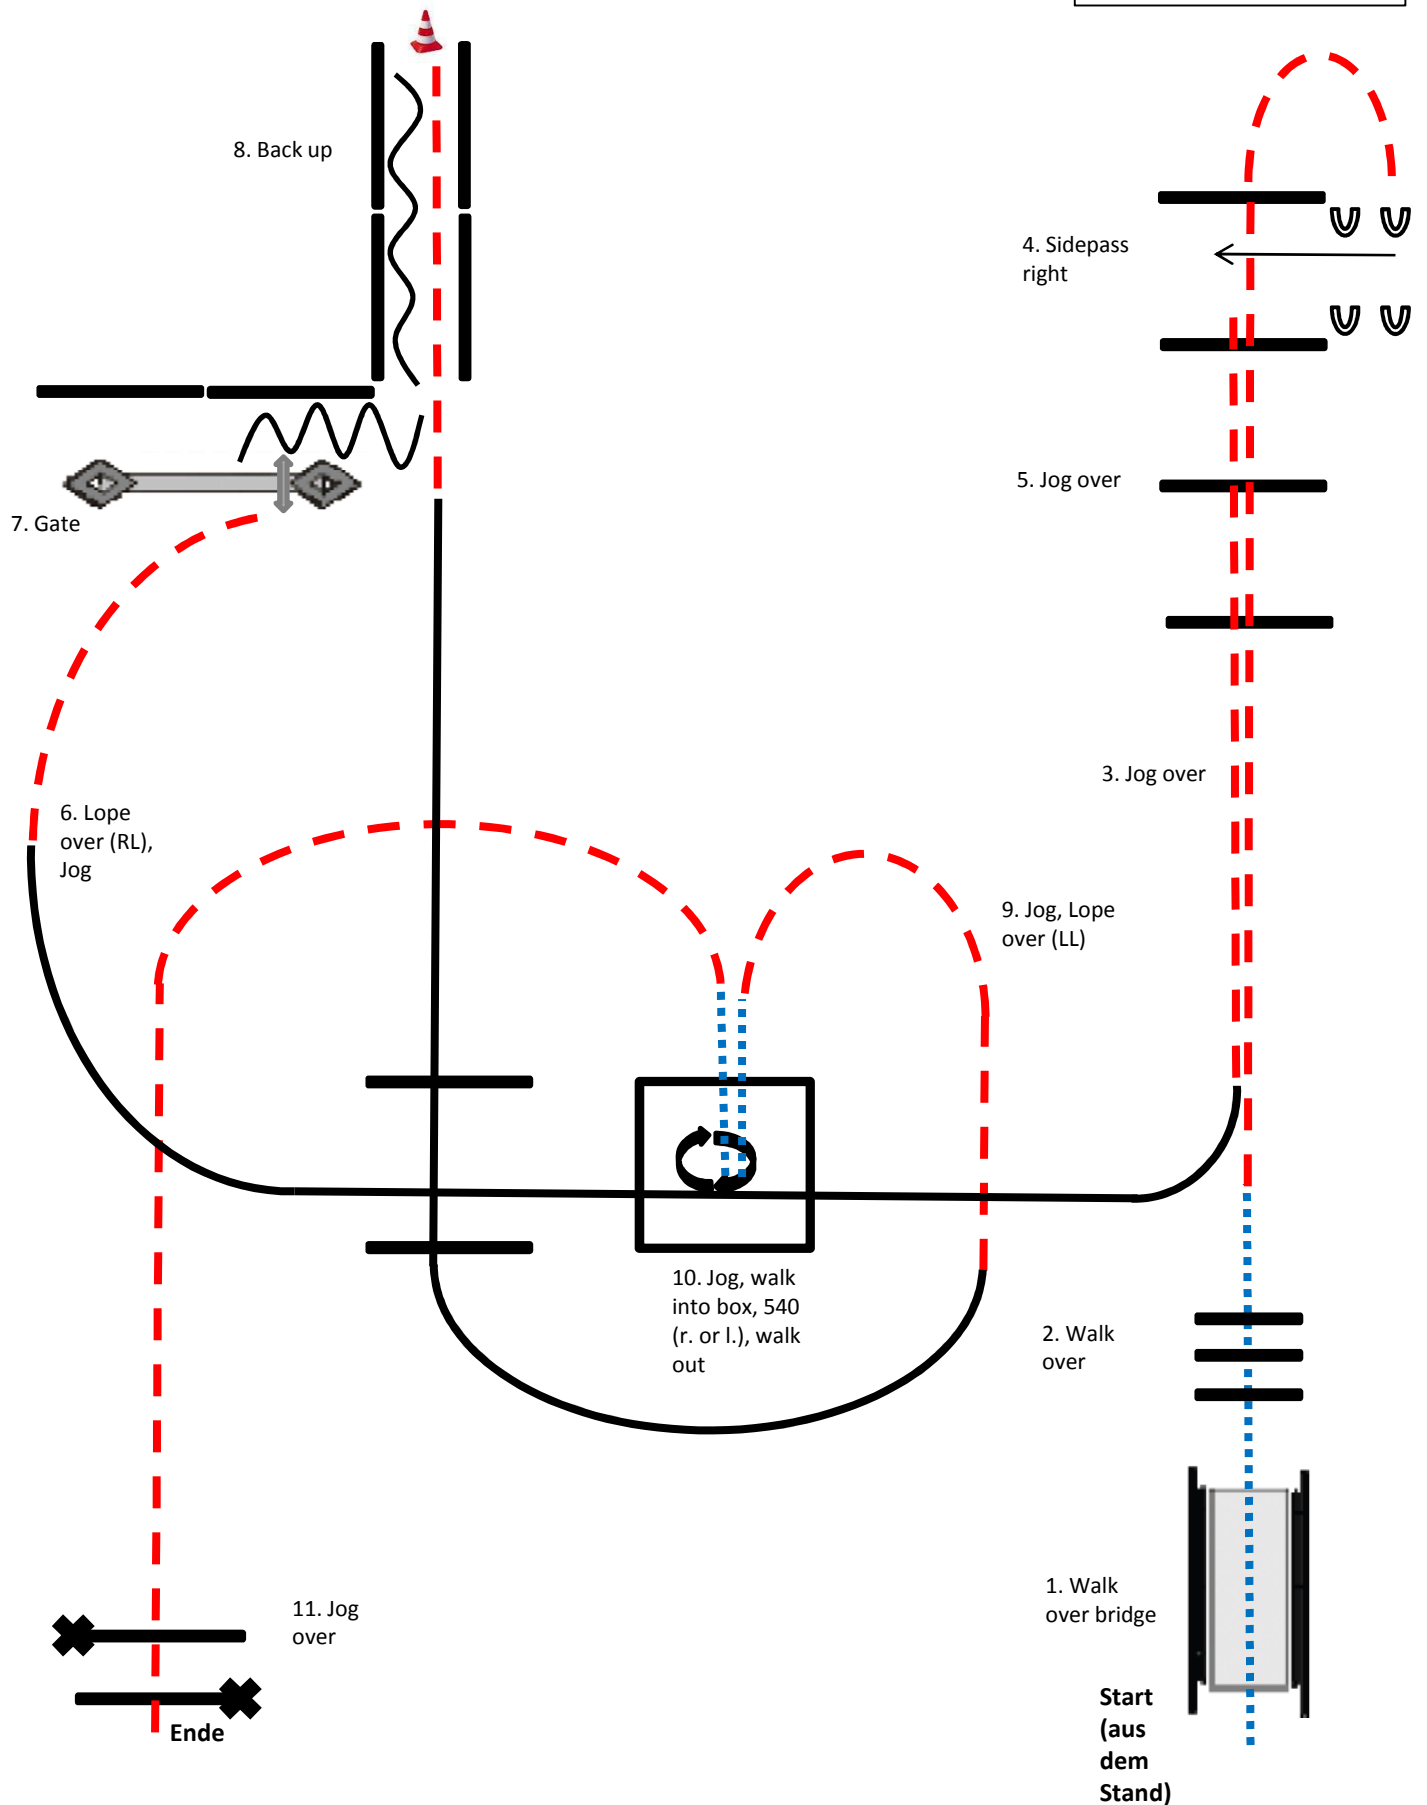 8. Back up
4. Sidepass
right
5. Jog over
7. Gate
3. Jog over
6. Lope
over (RL),
Jog
9. Jog, Lope
over (LL)
10. Jog, walk
into box, 540
(r. or l.), walk
out
2. Walk
over
1. Walk
over bridge
11. Jog
over
Start
(aus
dem
Stand)
Ende